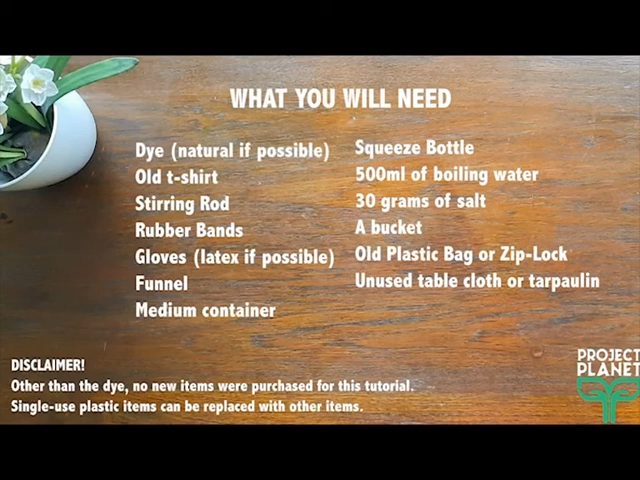 WHAT YOU WILL NEED
Dye (natural if possible)
Old t-shirt
Stirring Rod
Rubber Bands
Gloves (latex if possible)
Funnel
Medium container
Squeeze Bottle
500ml of boiling water
30 grams of salt
A bucket
Old Plastic Bag or Zip-Lock
Unused table cloth or tarpaulin
DISCLAIMER!
Other than the dye, no new items were purchased for this tutorial.
Single-use plastic items can be replaced with other items.
PROJECT
PLANET